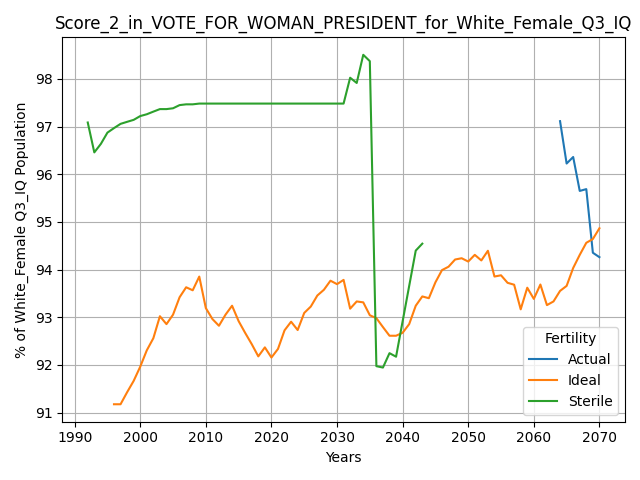 Score_2_in_VOTE_FOR_WOMAN_PRESIDENT_for_White_Female_Q3_IQ
% of White_Female Q3_IQ Population
98
97
96
95
94
93
92
91
1990 2000 2010 2020 2030 2040 2050 2060 2070
Years
Fertility
Actual
Ideal
Sterile